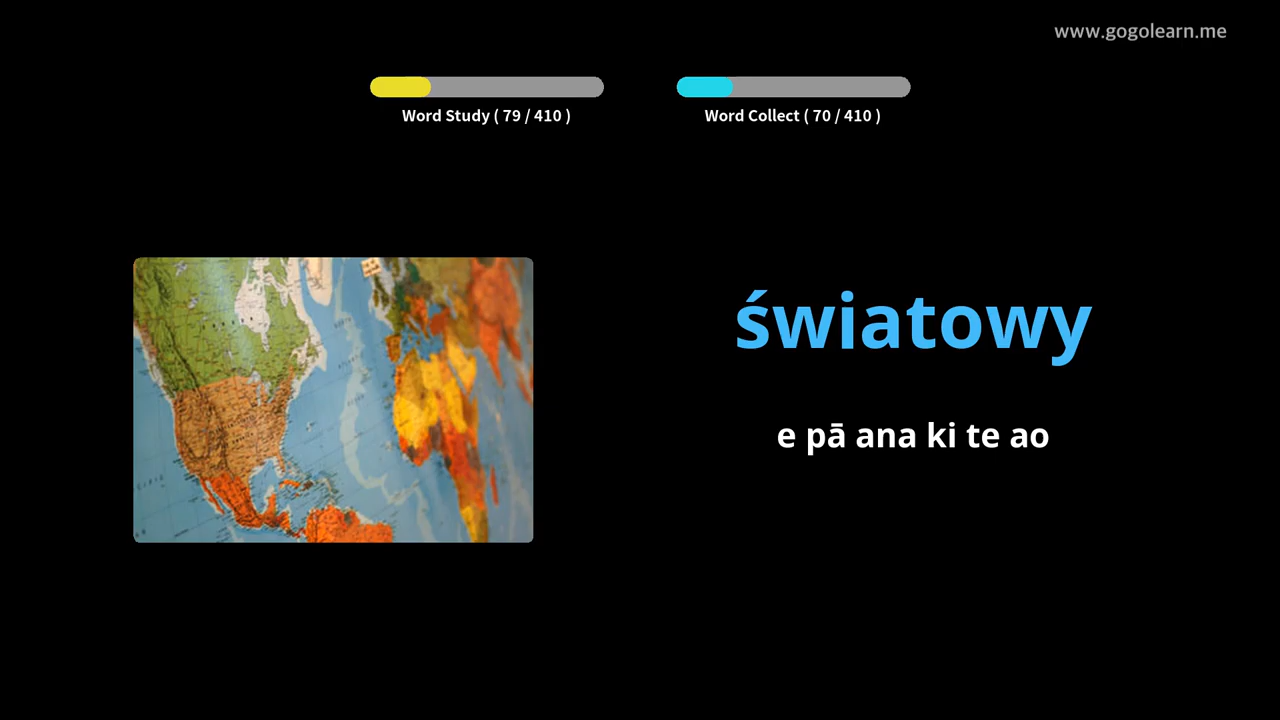 www.gogolearn.me
Word Study ( 79 / 410 )
Word Collect ( 70 / 410 )
światowy
e pā ana ki te ao